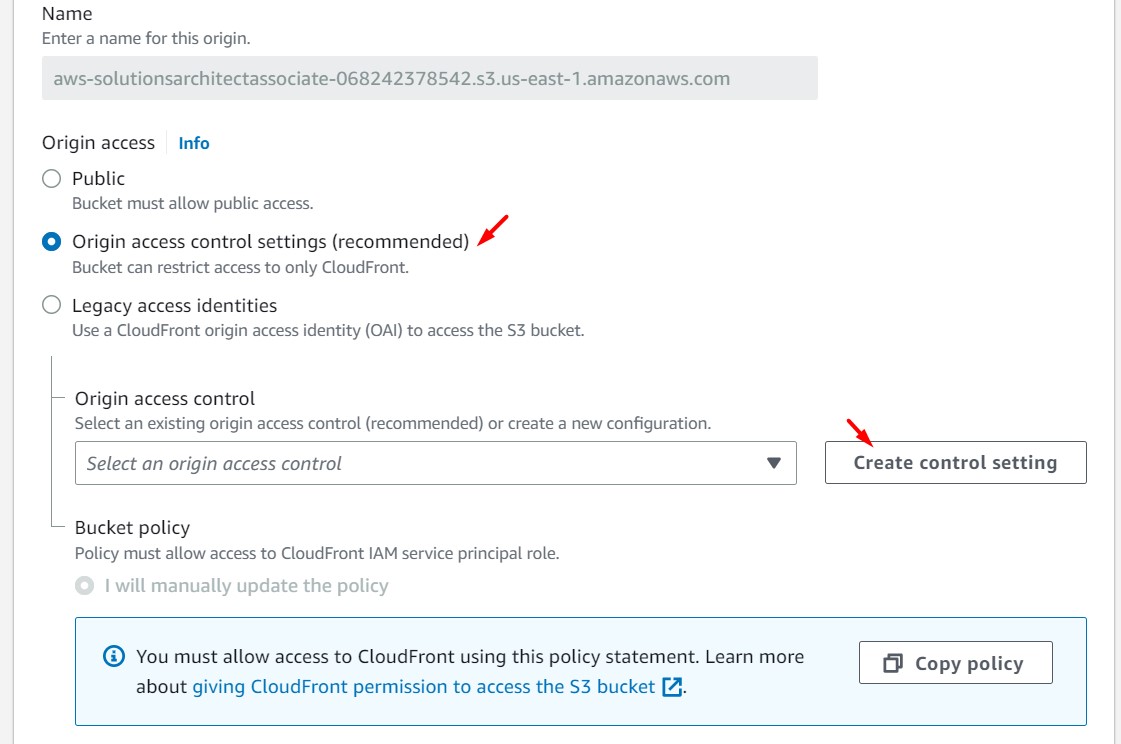 Name
Enter a name for this origin.
aws-solutionsarchitectassociate-068242378542.s3.us-east-1.amazonaws.com
Origin access Info
Public
Bucket must allow public access.
Origin access control settings (recommended)
Bucket can restrict access to only CloudFront.
Legacy access identities
Use a CloudFront origin access identity (OAI) to access the S3 bucket.
Origin access control
Select an existing origin access control (recommended) or create a new configuration.
Select an origin access control
Create control setting
Bucket policy
Policy must allow access to CloudFront IAM service principal role.
I will manually update the policy
You must allow access to CloudFront using this policy statement. Learn more
about giving CloudFront permission to access the S3 bucket.
Copy policy